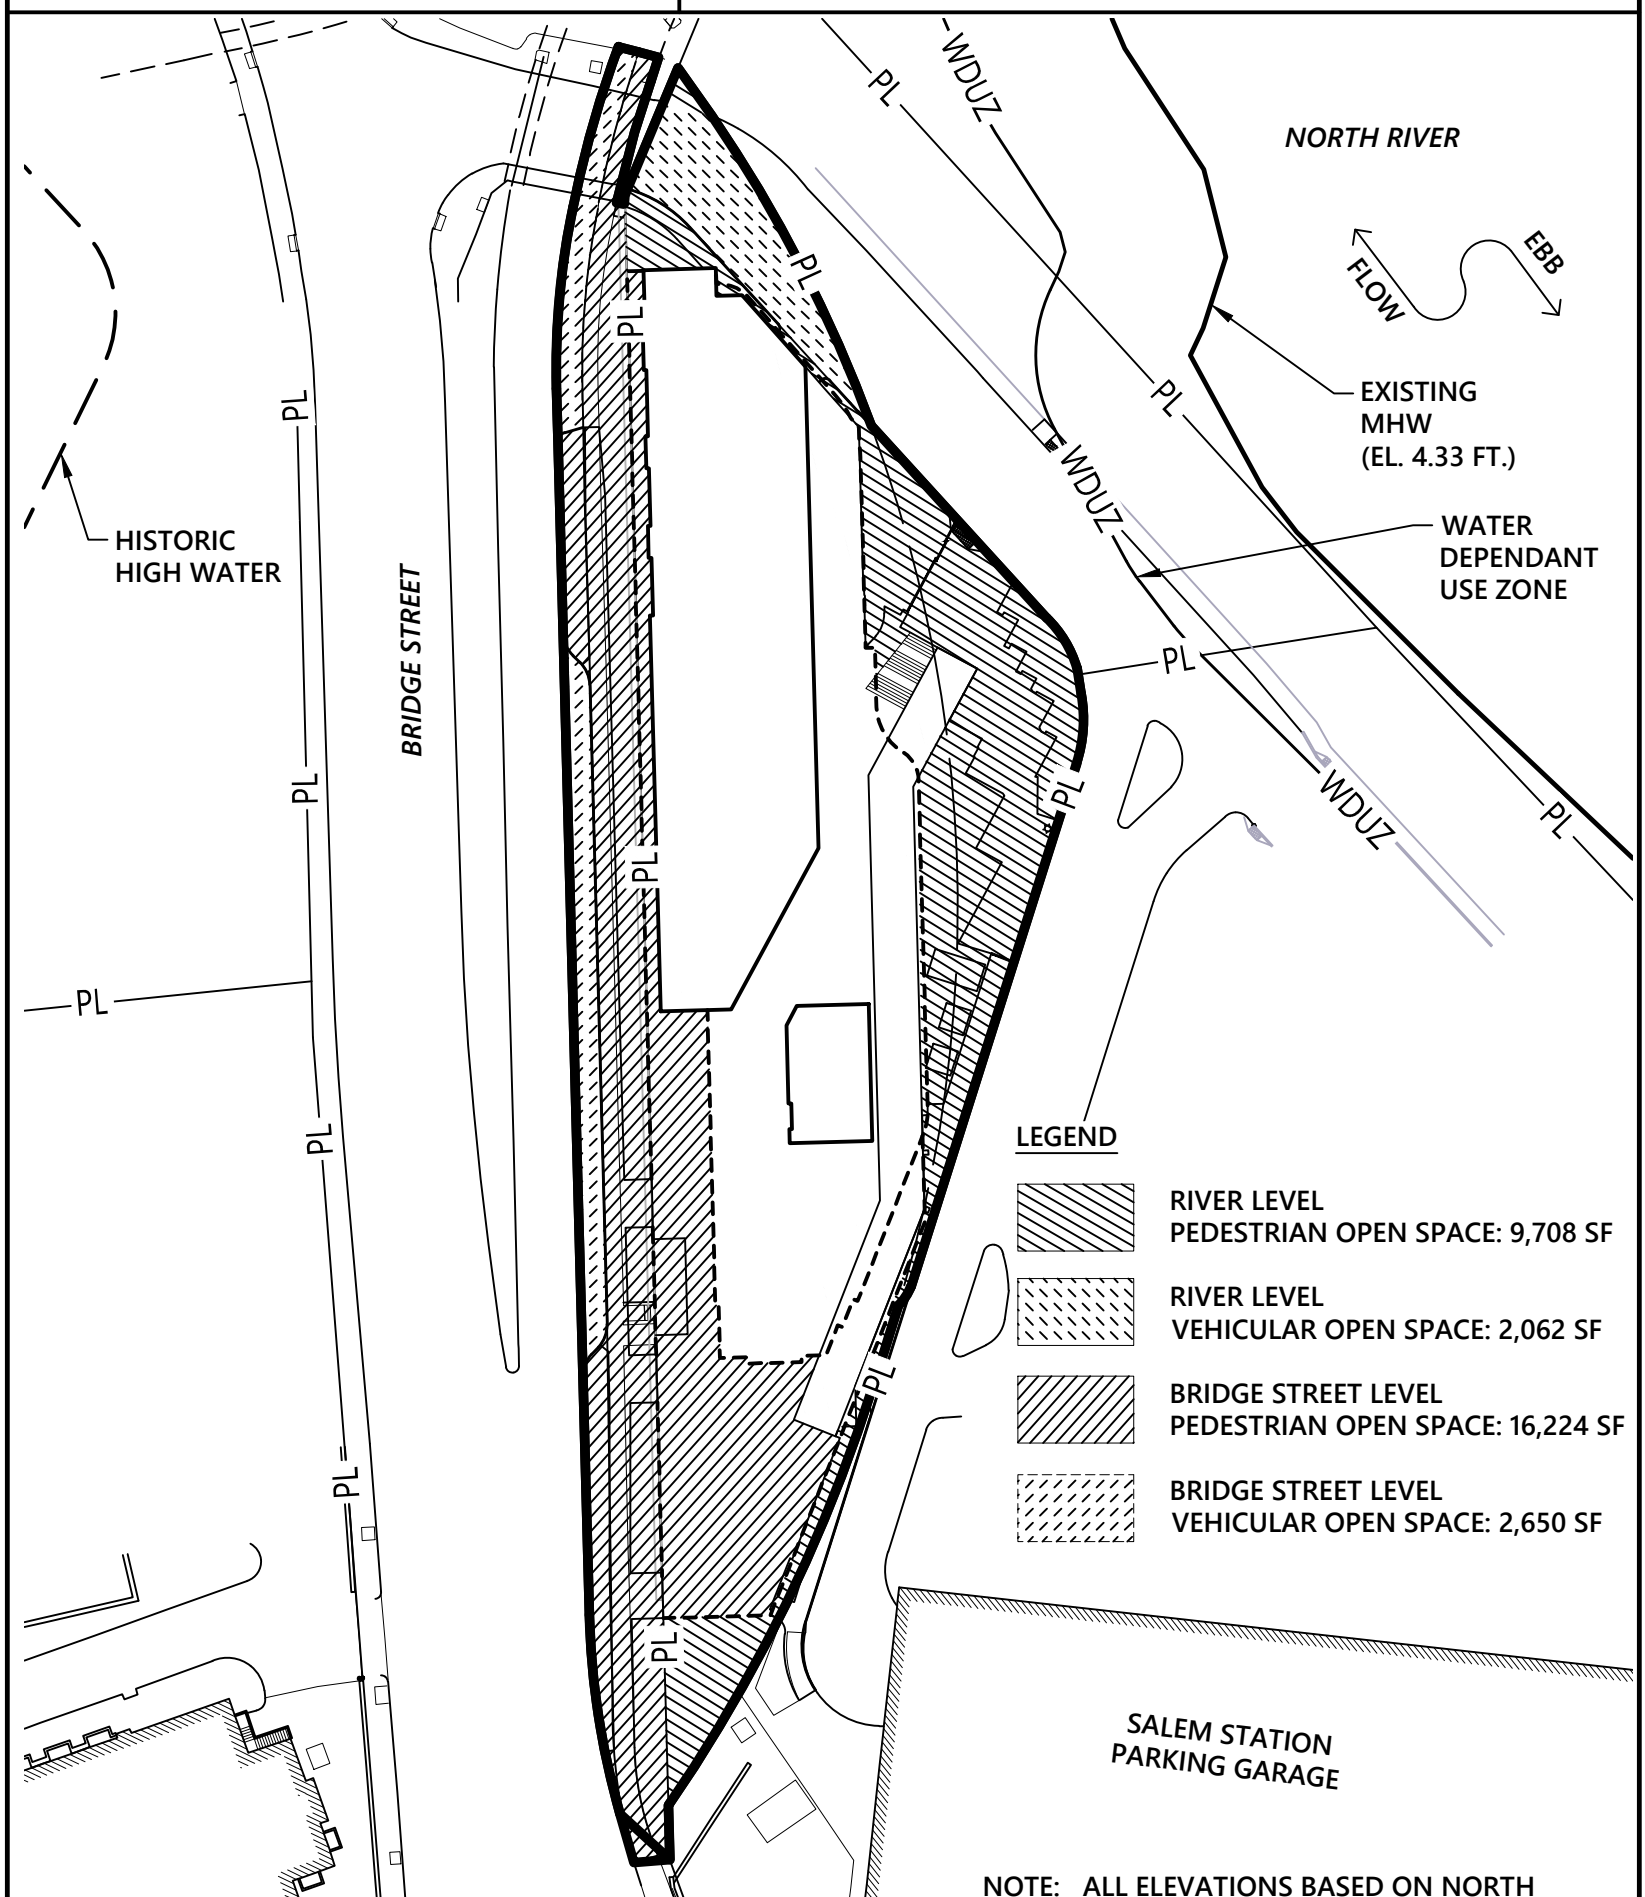 NORTH RIVER
WDUZ
PL
EBB
FLOW
PL
PL
PL
PL
EXISTING
MHW
(EL. 4.33 FT.)
WDUZ
HISTORIC
HIGH WATER
WATER
DEPENDANT
USE ZONE
BRIDGE STREET
PL
PL
PL
WDUZ
PL
PL
PL
PL
LEGEND
RIVER LEVEL
PEDESTRIAN OPEN SPACE: 9,708 SF
RIVER LEVEL
VEHICULAR OPEN SPACE: 2,062 SF
BRIDGE STREET LEVEL
PEDESTRIAN OPEN SPACE: 16,224 SF
BRIDGE STREET LEVEL
VEHICULAR OPEN SPACE: 2,650 SF
PL
PL
PL
SALEM STATION
PARKING GARAGE
NOTE: ALL ELEVATIONS BASED ON NORTH